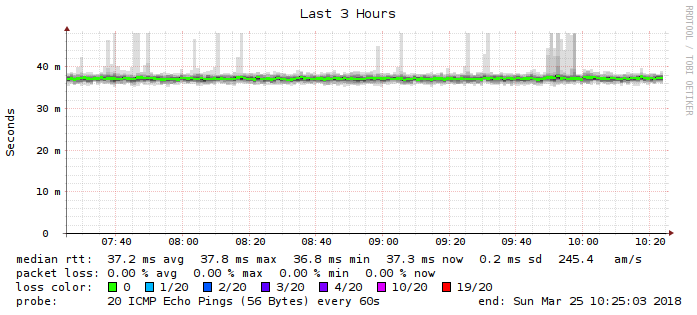 Last 3 Hours
RRDTOOL / TOBI OETIKER
Seconds
40 m
30 m
20 m
10 m
0
07:40 08:00 08:20 08:40 09:00 09:20 09:40 10:00 10:20
median rtt: 37.2 ms avg 37.8 ms max 36.8 ms min 37.3 ms now 0.2 ms sd 245.4 am/s
packet loss: 0.00 % avg 0.00 % max 0.00 % min 0.00 % now
loss color: 0 1/20 2/20 3/20 4/20 10/20 19/20
probe: 20 ICMP Echo Pings (56 Bytes) every 60s end: Sun Mar 25 10:25:03 2018